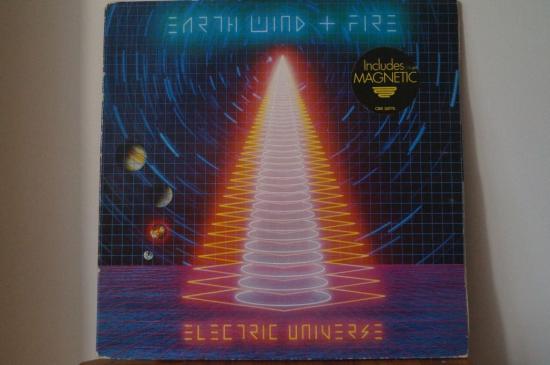 EARTH WIND + FIRE
Includes
MAGNETIC
ELECTRIC UNIVERSE